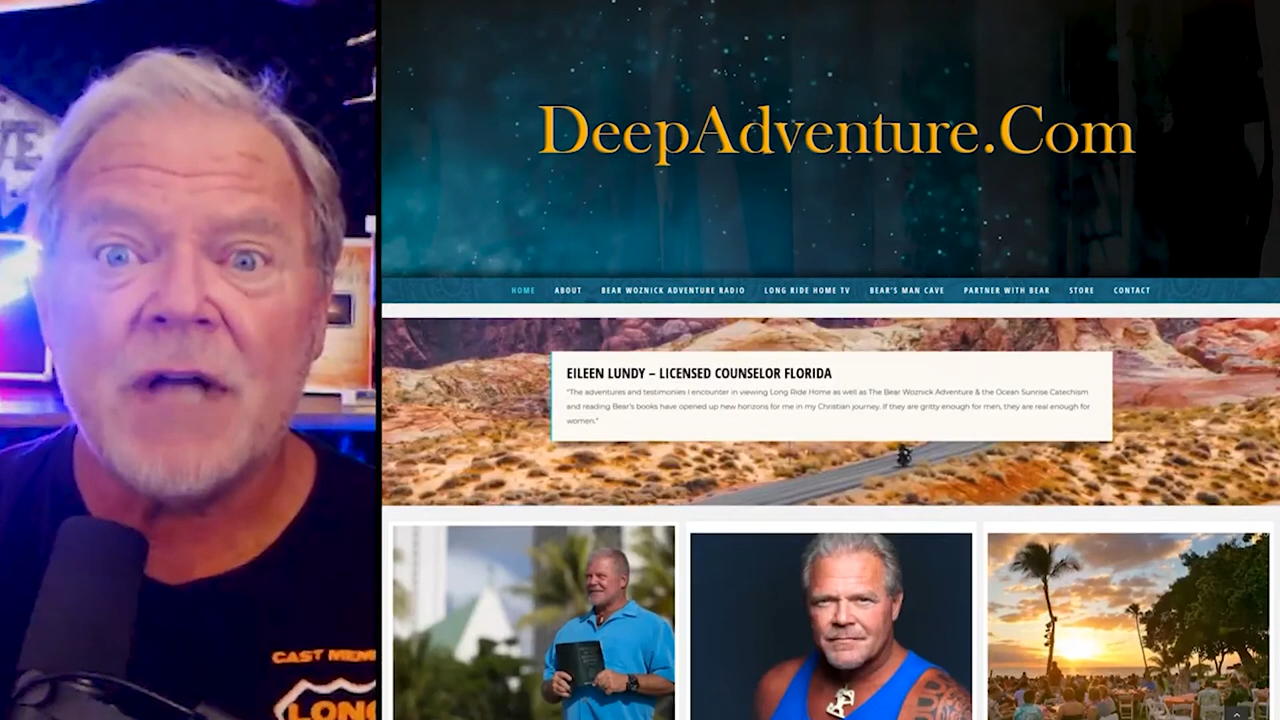 DeepAdventure.Com
HOME ABOUT BEAR WOZNICK ADVENTURE RADIO LONG RIDE HOME TV BEAR'S MAN CAVE PARTNER WITH BEAR STORE CONTACT
EILEEN LUNDY – LICENSED COUNSELOR FLORIDA
"The adventures and testimonies I encounter in viewing Long Ride Home as well as The Bear Woznick Adventure & the Ocean Sunrise Catechism
and reading Bear's books have opened up new horizons for me in my Christian journey. If they are gritty enough for men, they are real enough for
women."
CAST MEM
LONG